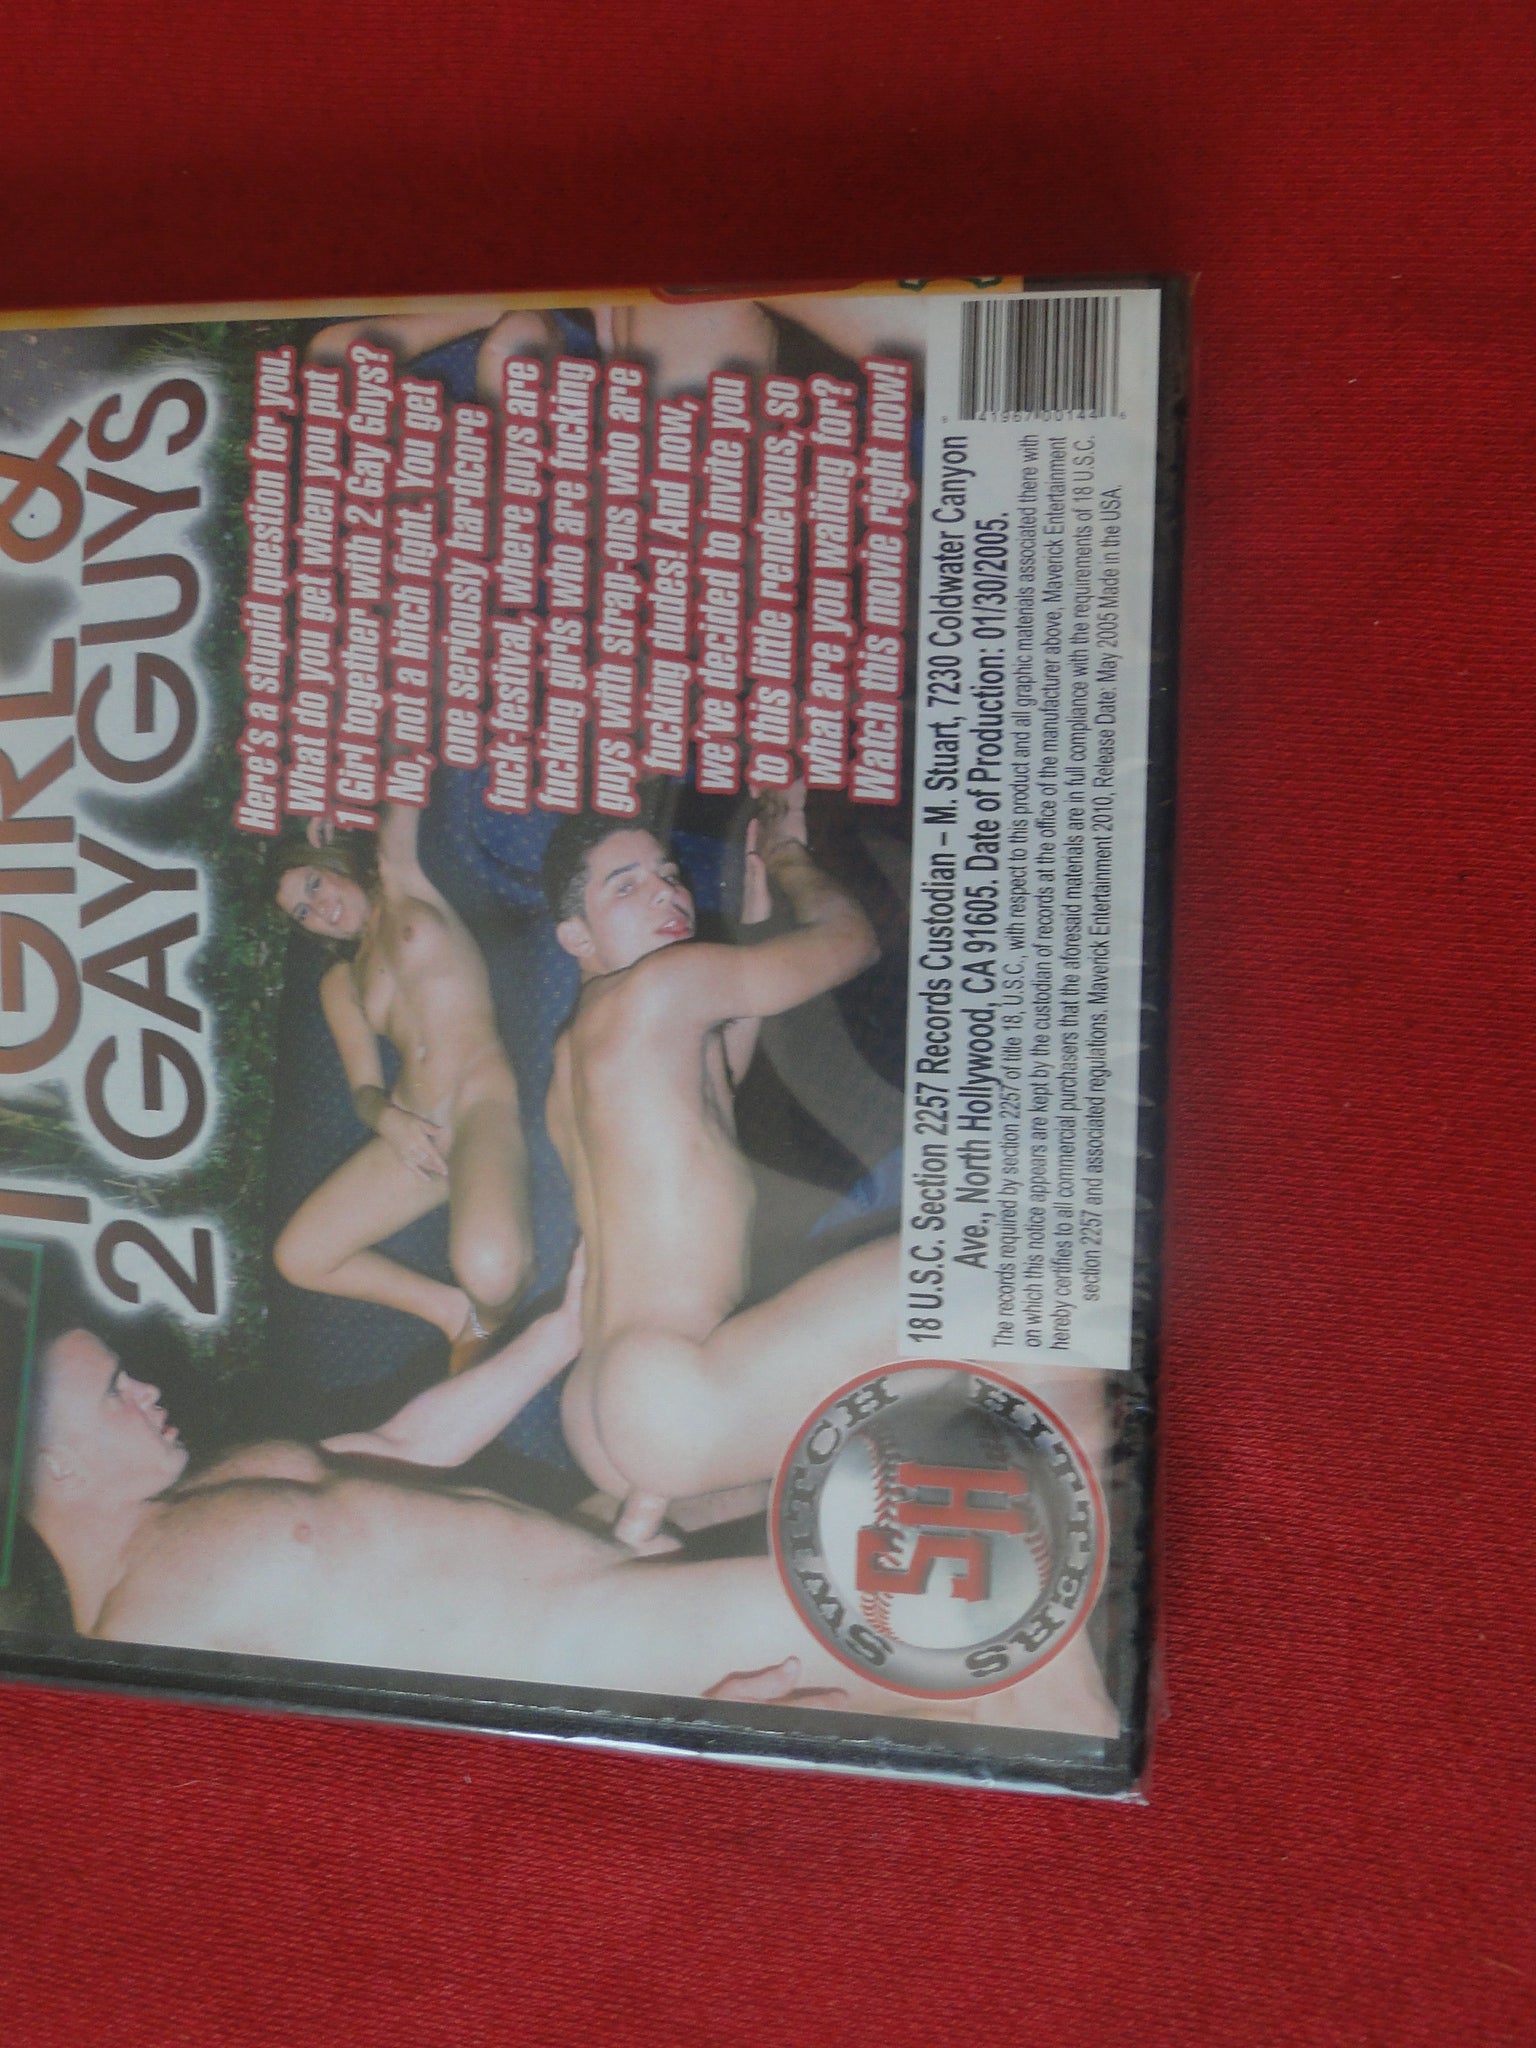 1 GIRL &
2 GAY GUYS
Here's a stupid question for you.
What do you get when you put
1 Girl together with 2 Gay Guys?
No, not a bitch fight. You get
one seriously hardcore
fuck-festival, where guys are
fucking girls who are fucking
guys with strap-ons who are
fucking dudes! And now,
we've decided to invite you
to this little rendevous, so
what are you waiting for?
Watch this movie right now!
18 U.S.C. Section 2257 Records Custodian – M. Stuart, 7230 Coldwater Canyon
Ave., North Hollywood, CA 91605. Date of Production: 01/30/2005.
The records required by section 2257 of title 18, U.S.C., with respect to this product and all graphic materials associated there with
on which this notice appears are kept by the custodian of records at the office of the manufacturer above, Maverick Entertainment
hereby certifies to all commercial purchasers that the aforesaid materials are in full compliance with the requirements of 18 U.S.C.
section 2257 and associated regulations. Maverick Entertainment 2010, Release Date: May 2005 Made in the USA.
41967 00144 6
SWITCH HITTERS
SH